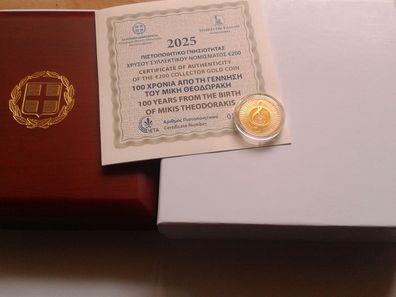 2025
ΠΙΣΤΟΠΟΙΗΤΙΚΟ ΓΝΗΣΙΟΤΗΤΑΣ
ΧΡΥΣΟΥ ΣΥΛΛΕΚΤΙΚΟΥ ΝΟΜΙΣΜΑΤΟΣ €200
CERTIFICATE OF AUTHENTICITY
OF THE €200 COLLECTOR GOLD COIN
100 ΧΡΟΝΙΑ ΑΠΟ ΤΗ ΓΕΝΝΗΣΗ
ΤΟΥ ΜΙΚΗ ΘΕΟΔΩΡΑΚΗ
100 YEARS FROM THE BIRTH
OF MIKIS THEODORAKIS
ΙΕΤΑ
Αριθμός Πιστοποιητικού
Certificate Number